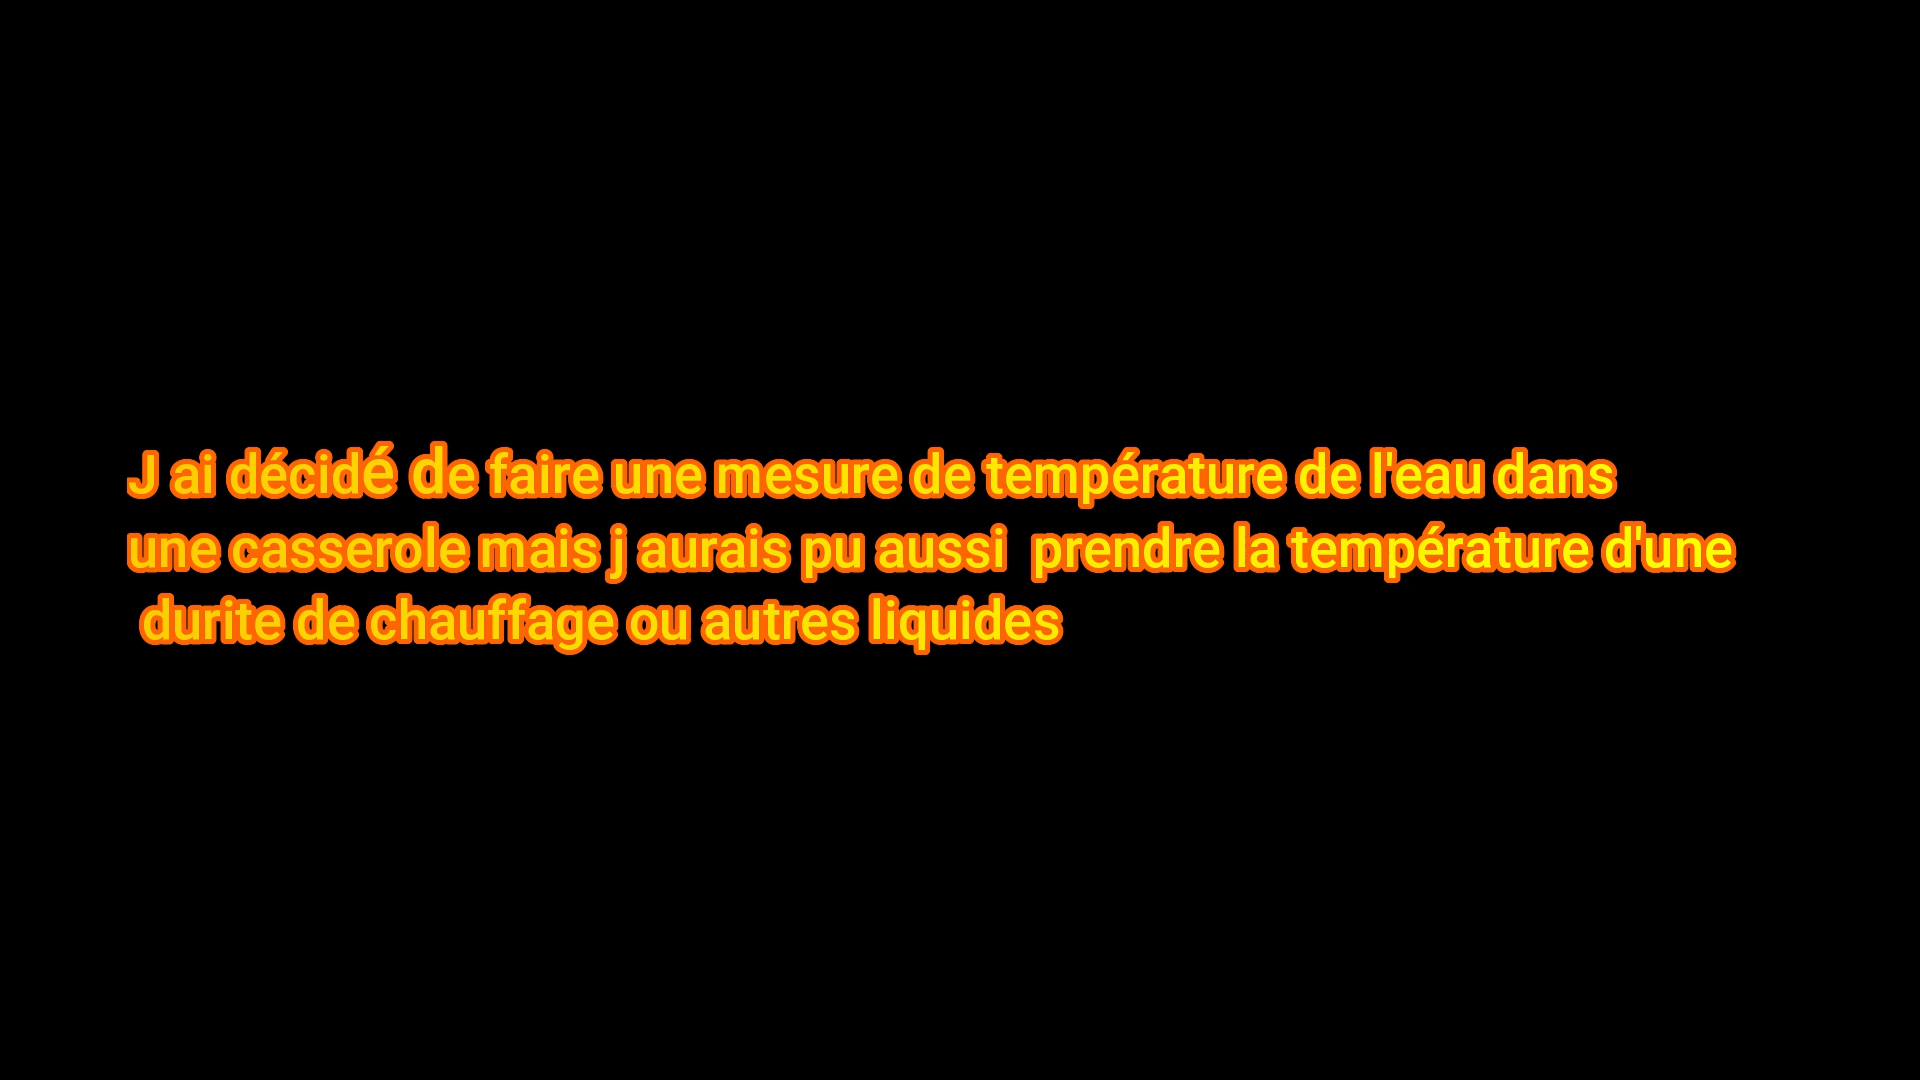 J ai décidé de faire une mesure de température de l'eau dans
une casserole mais j aurais pu aussi  prendre la température d'une
durite de chauffage ou autres liquides